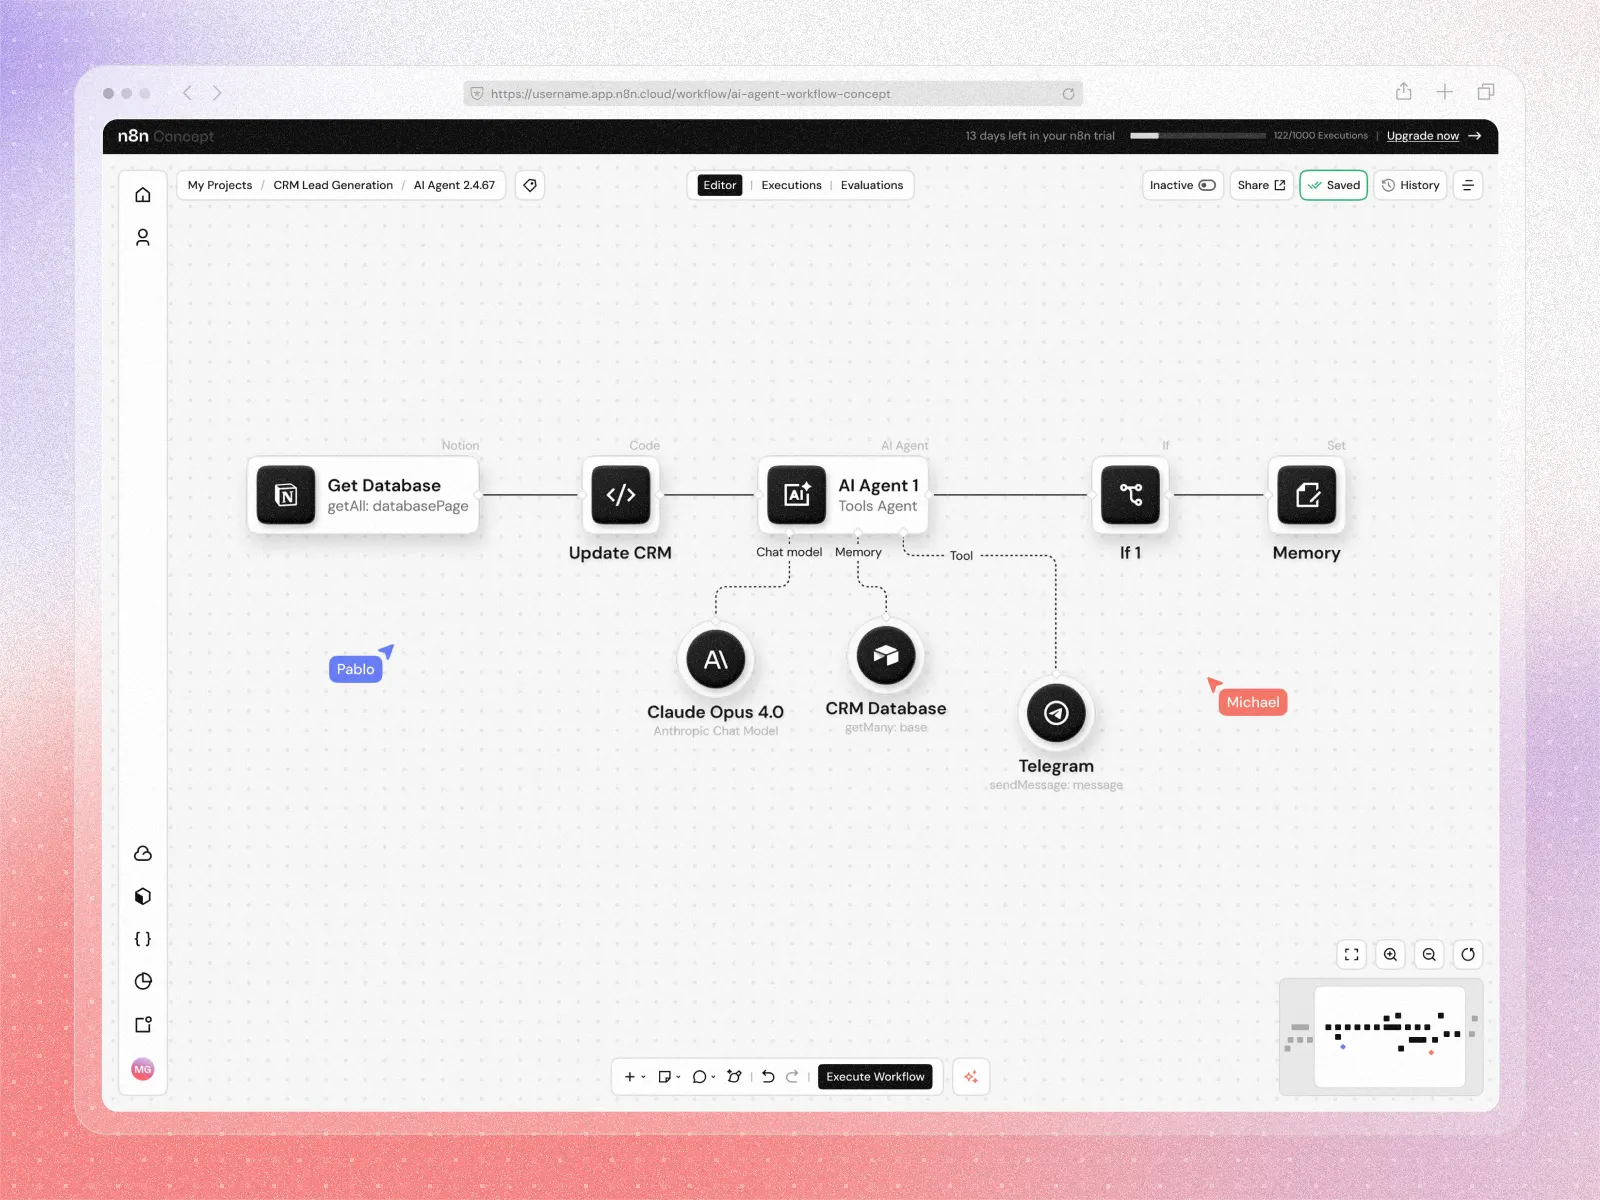 https://username.app.n8n.cloud/workflow/ai-agent-workflow-concept
n8n Concept
13 days left in your n8n trial
122/1000 Executions | Upgrade now →
My Projects / CRM Lead Generation / AI Agent 2.4.67
Editor | Executions | Evaluations
Inactive
Share
Saved
History
Notion
Get Database
getAll: databasePage
Code
</>
Update CRM
AI Agent
AI
AI Agent 1
Tools Agent
If
If 1
Set
Memory
Chat model
Memory
Tool
A\
Claude Opus 4.0
Anthropic Chat Model
CRM Database
getMany: base
Telegram
sendMessage: message
Pablo
Michael
{ }
MG
Execute Workflow